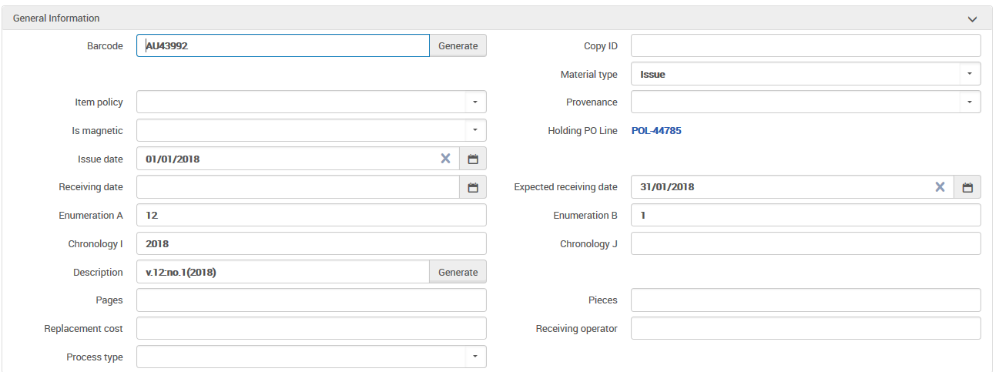 General Information
Barcode AU43992 Generate Copy ID
Material type Issue
Item policy Provenance
Is magnetic Holding PO Line POL-44785
Issue date 01/01/2018
Receiving date Expected receiving date 31/01/2018
Enumeration A 12 Enumeration B 1
Chronology I 2018 Chronology J
Description v.12:no.1(2018) Generate
Pages Pieces
Replacement cost Receiving operator
Process type